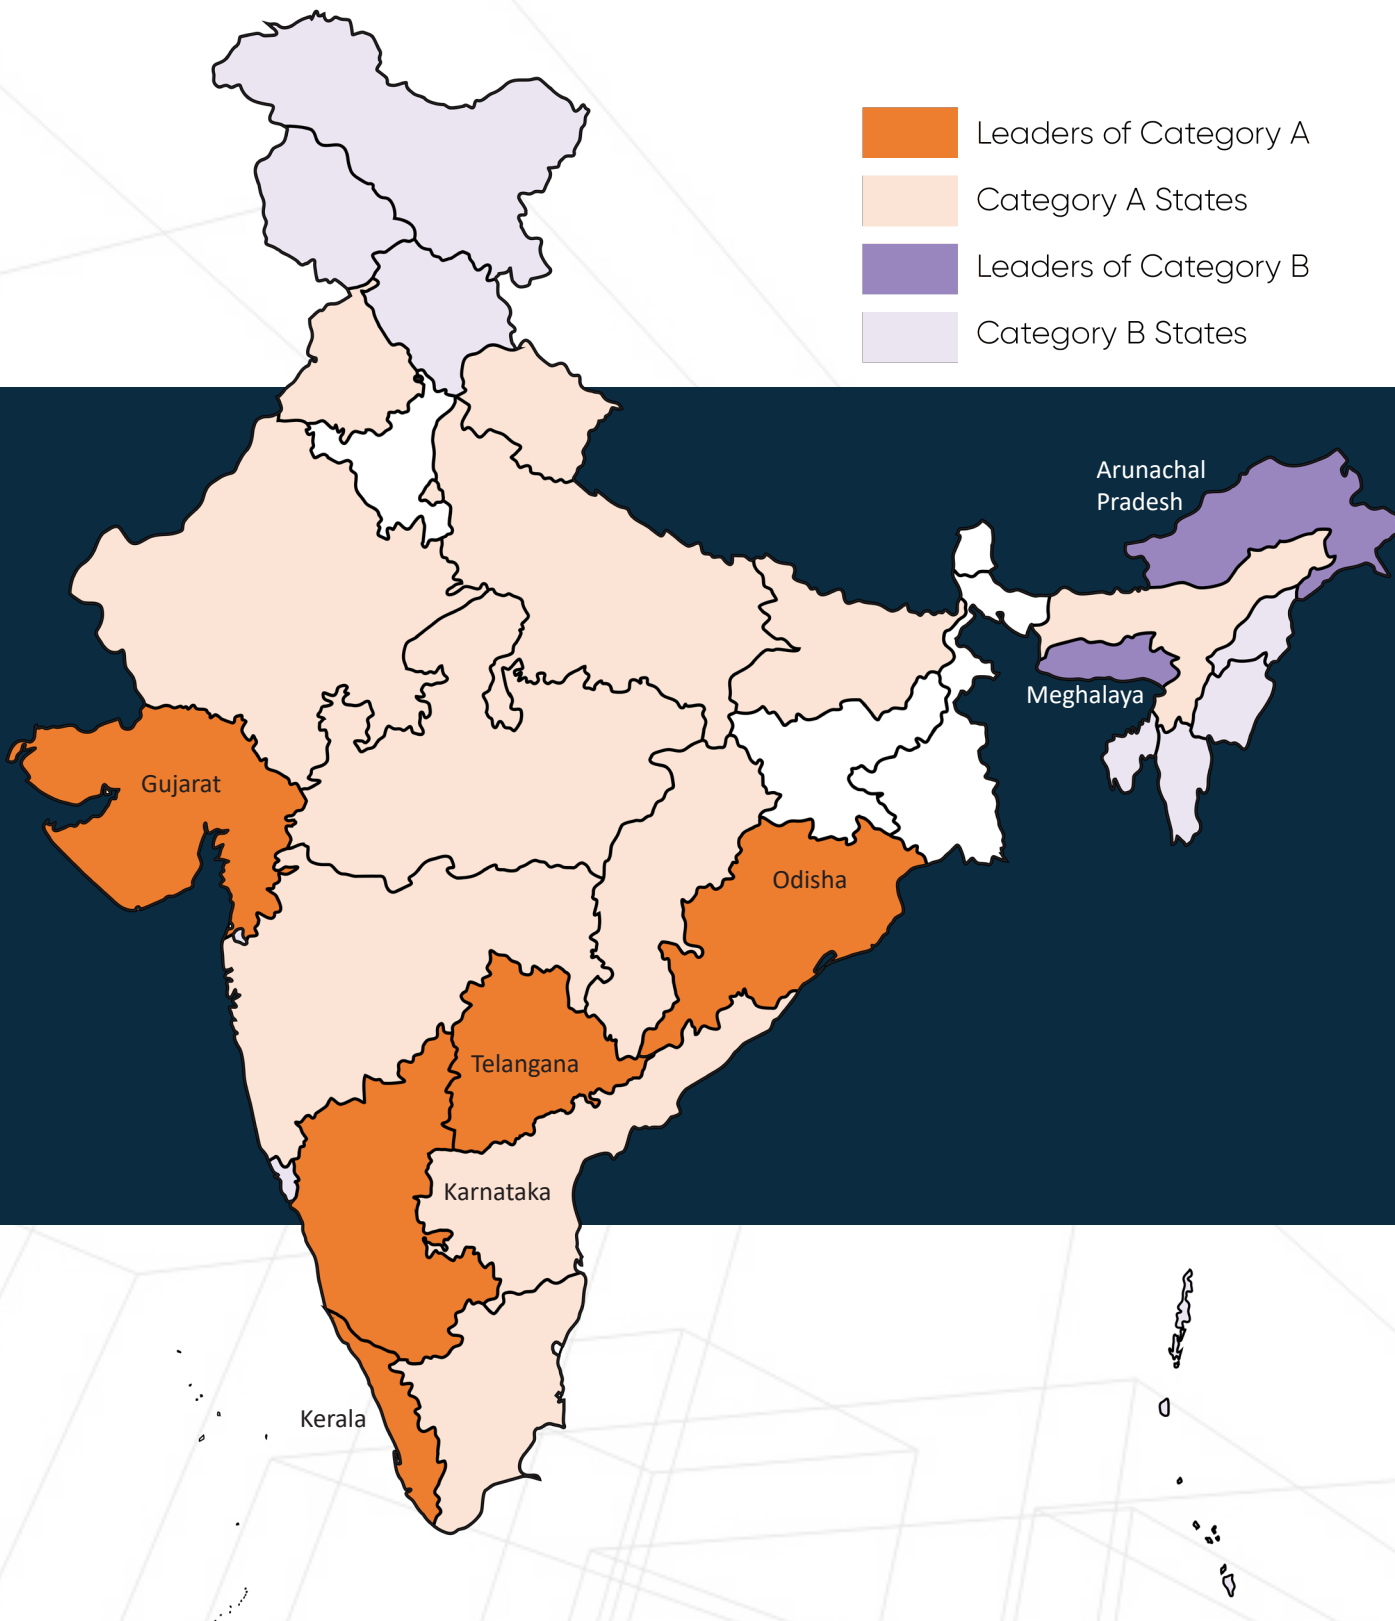 Leaders of Category A
Category A States
Leaders of Category B
Category B States
Arunachal
Pradesh
Meghalaya
Gujarat
Odisha
Telangana
Karnataka
Kerala